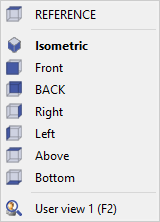 REFERENCE
Isometric
Front
BACK
Right
Left
Above
Bottom
User view 1 (F2)